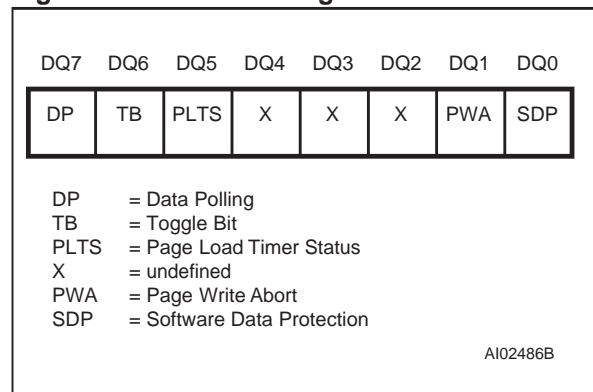 DQ7 DQ6 DQ5 DQ4 DQ3 DQ2 DQ1 DQ0
DP TB PLTS X X X PWA SDP
DP = Data Polling
TB = Toggle Bit
PLTS = Page Load Timer Status
X = undefined
PWA = Page Write Abort
SDP = Software Data Protection
AI02486B